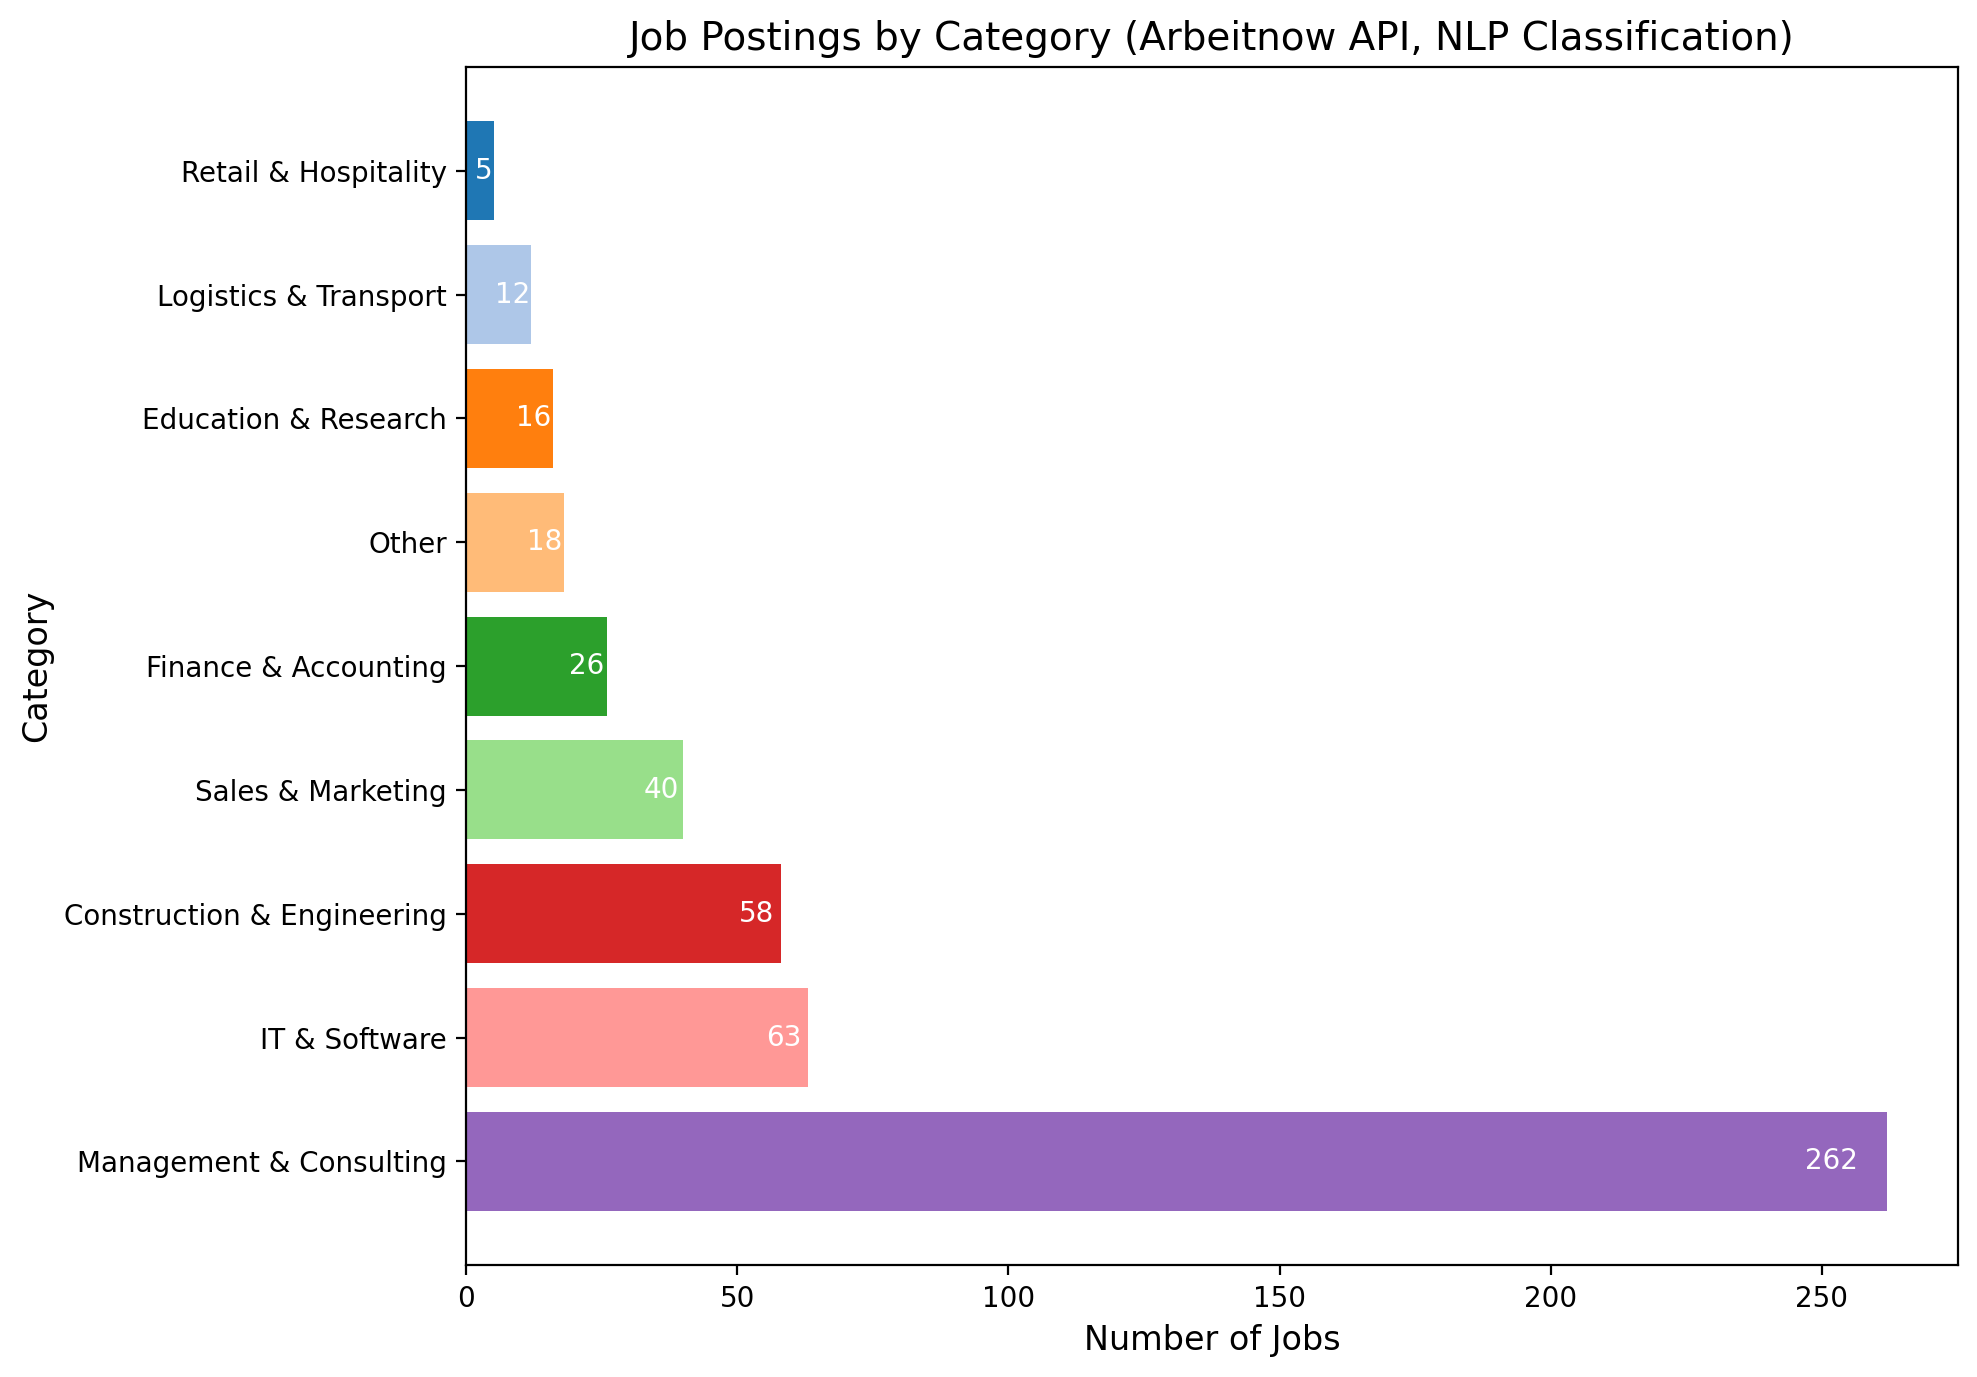 Job Postings by Category (Arbeitnow API, NLP Classification)
Category
Retail & Hospitality 5
Logistics & Transport 12
Education & Research 16
Other 18
Finance & Accounting 26
Sales & Marketing 40
Construction & Engineering 58
IT & Software 63
Management & Consulting 262
0 50 100 150 200 250
Number of Jobs